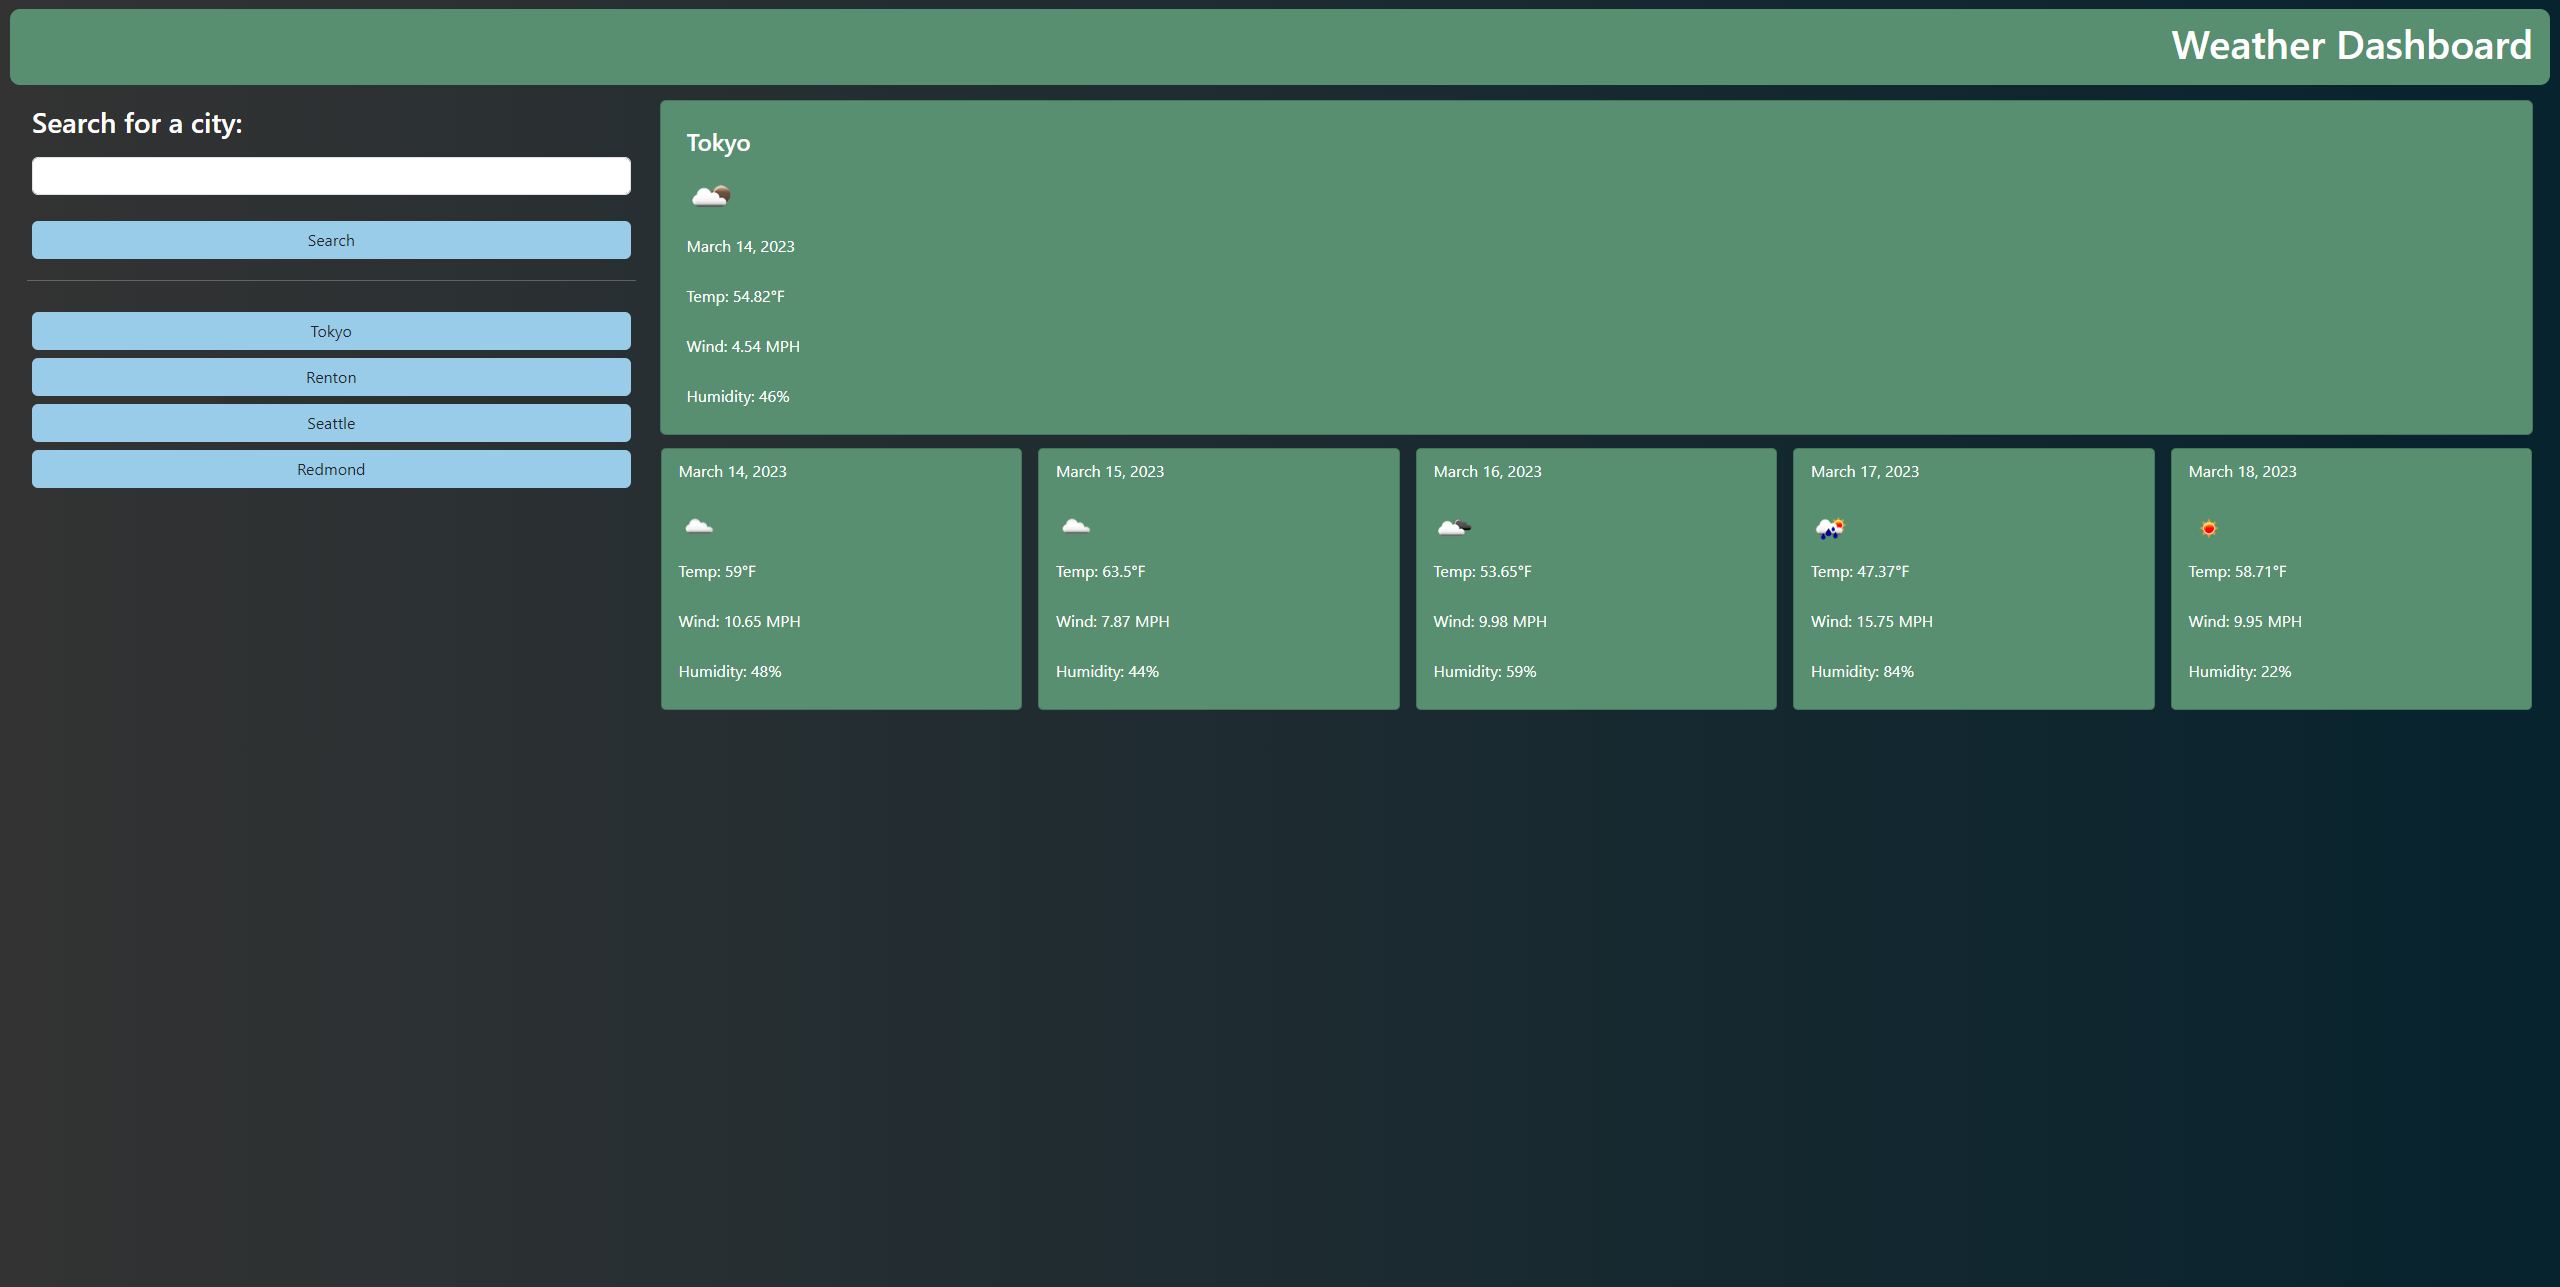 Weather Dashboard
Search for a city:
Search
Tokyo
Renton
Seattle
Redmond
Tokyo
March 14, 2023
Temp: 54.82°F
Wind: 4.54 MPH
Humidity: 46%
March 14, 2023
Temp: 59°F
Wind: 10.65 MPH
Humidity: 48%
March 15, 2023
Temp: 63.5°F
Wind: 7.87 MPH
Humidity: 44%
March 16, 2023
Temp: 53.65°F
Wind: 9.98 MPH
Humidity: 59%
March 17, 2023
Temp: 47.37°F
Wind: 15.75 MPH
Humidity: 84%
March 18, 2023
Temp: 58.71°F
Wind: 9.95 MPH
Humidity: 22%